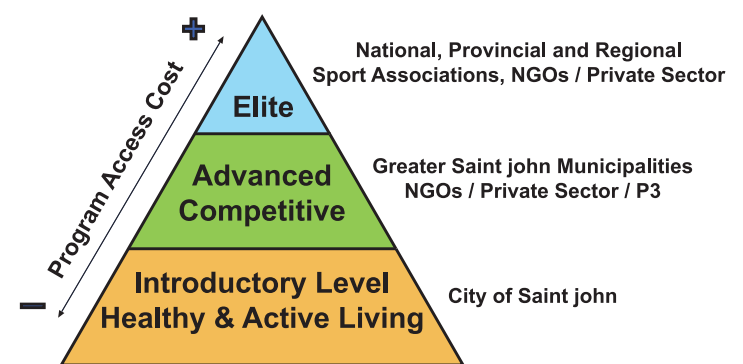 +
National, Provincial and Regional
Sport Associations, NGOs / Private Sector
Program Access Cost
Elite
Greater Saint john Municipalities
NGOs / Private Sector / P3
Advanced
Competitive
Introductory Level
Healthy & Active Living
City of Saint john
−